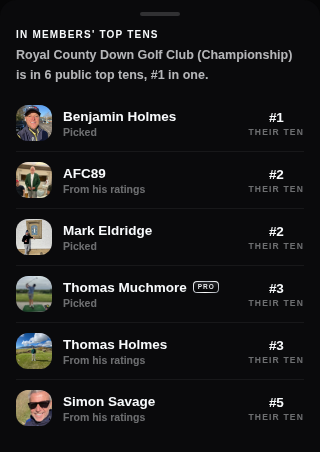 IN MEMBERS' TOP TENS
Royal County Down Golf Club (Championship)
is in 6 public top tens, #1 in one.
Benjamin Holmes
Picked
#1
THEIR TEN
AFC89
From his ratings
#2
THEIR TEN
Mark Eldridge
Picked
#2
THEIR TEN
Thomas Muchmore PRO
Picked
#3
THEIR TEN
Thomas Holmes
From his ratings
#3
THEIR TEN
Simon Savage
From his ratings
#5
THEIR TEN